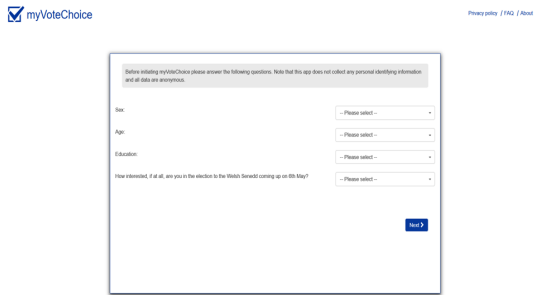 myVoteChoice
Privacy policy / FAQ / About
Before initiating myVoteChoice please answer the following questions. Note that this app does not collect any personal identifying information
and all data are anonymous.
Sex:
-- Please select --
Age:
-- Please select --
Education:
-- Please select --
How interested, if at all, are you in the election to the Welsh Senedd coming up on 6th May?
-- Please select --
Next